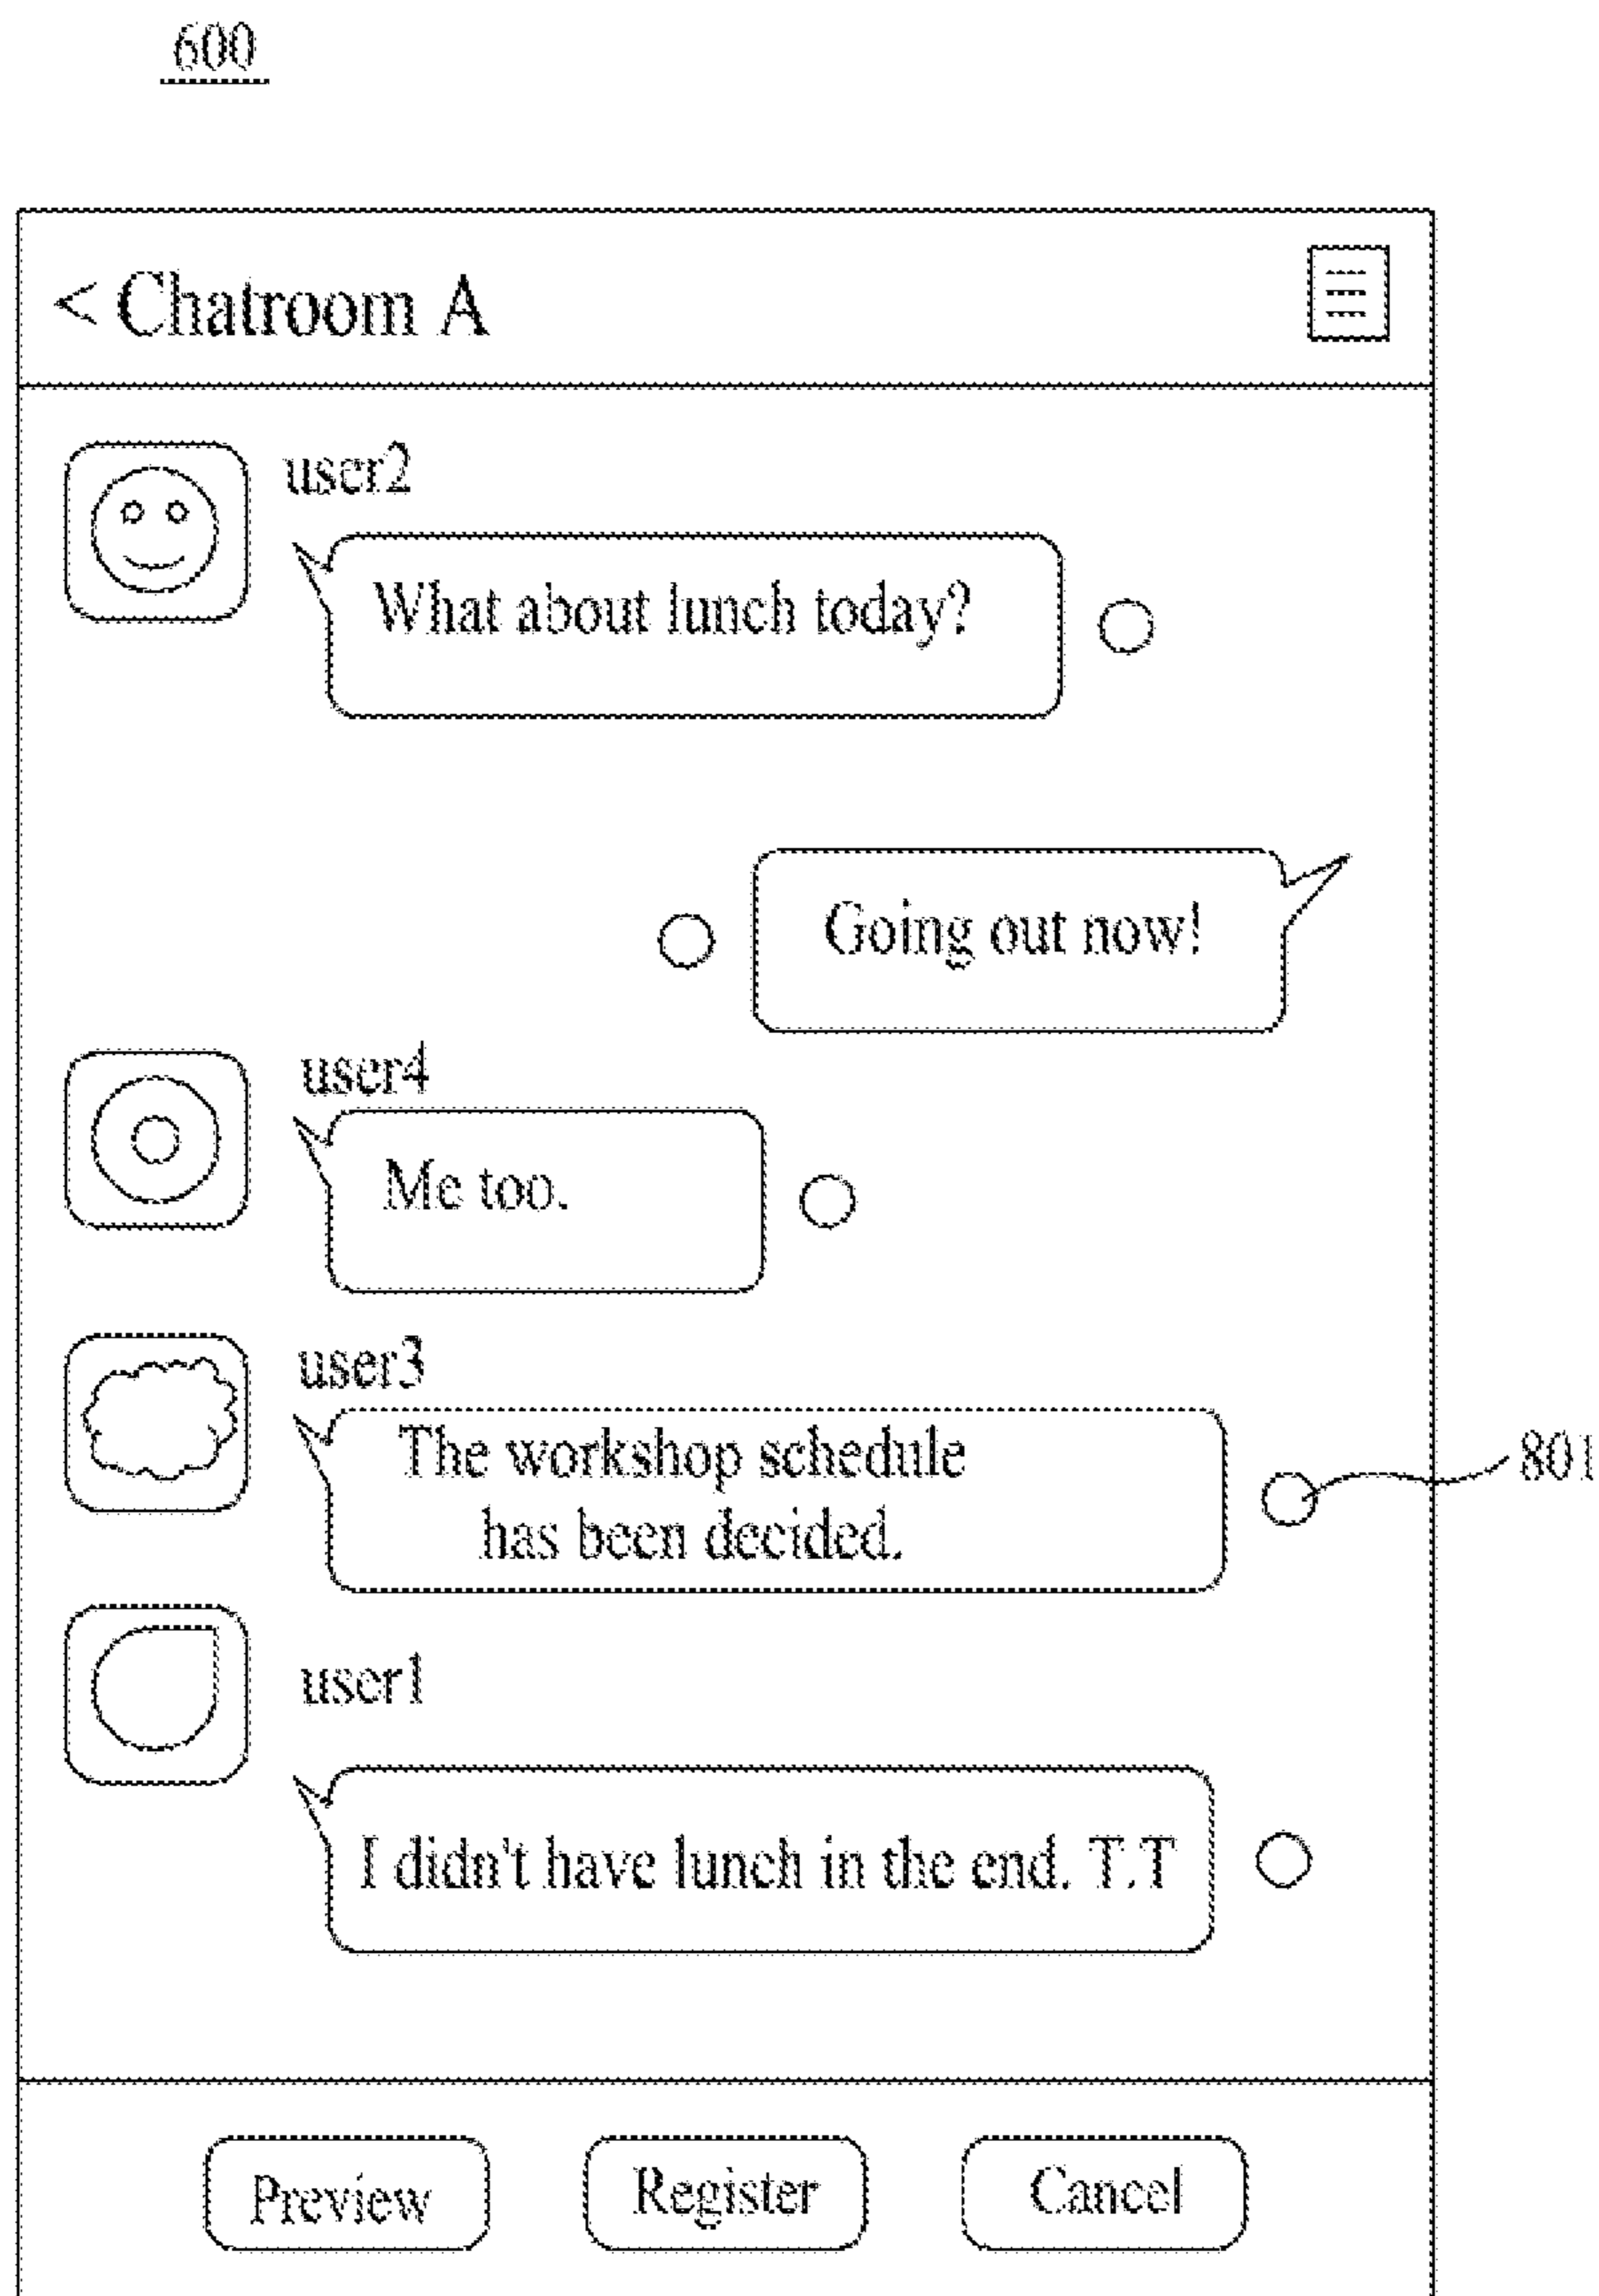 600
< Chatroom A
user2
What about lunch today?
Going out now!
user4
Me too.
user3
The workshop schedule
has been decided.
801
user1
I didn't have lunch in the end. T.T
Preview
Register
Cancel